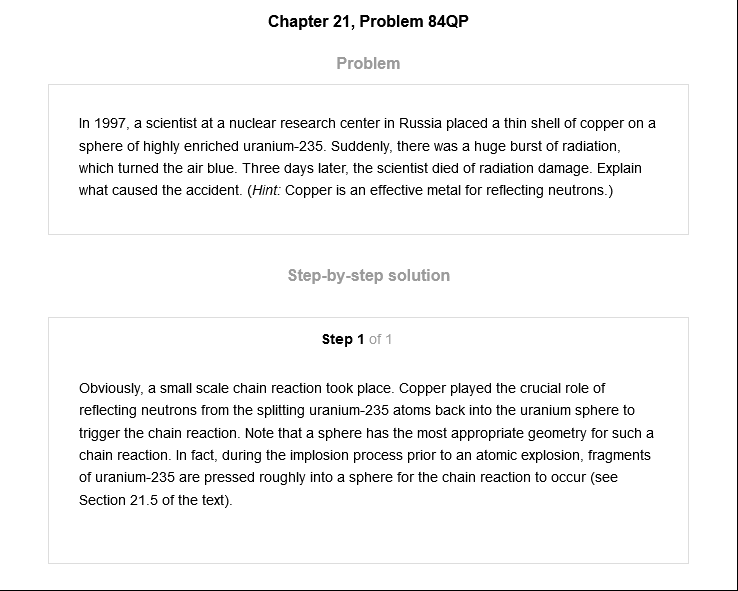 Chapter 21, Problem 84QP
Problem
In 1997, a scientist at a nuclear research center in Russia placed a thin shell of copper on a
sphere of highly enriched uranium-235. Suddenly, there was a huge burst of radiation,
which turned the air blue. Three days later, the scientist died of radiation damage. Explain
what caused the accident. (Hint: Copper is an effective metal for reflecting neutrons.)
Step-by-step solution
Step 1 of 1
Obviously, a small scale chain reaction took place. Copper played the crucial role of
reflecting neutrons from the splitting uranium-235 atoms back into the uranium sphere to
trigger the chain reaction. Note that a sphere has the most appropriate geometry for such a
chain reaction. In fact, during the implosion process prior to an atomic explosion, fragments
of uranium-235 are pressed roughly into a sphere for the chain reaction to occur (see
Section 21.5 of the text).